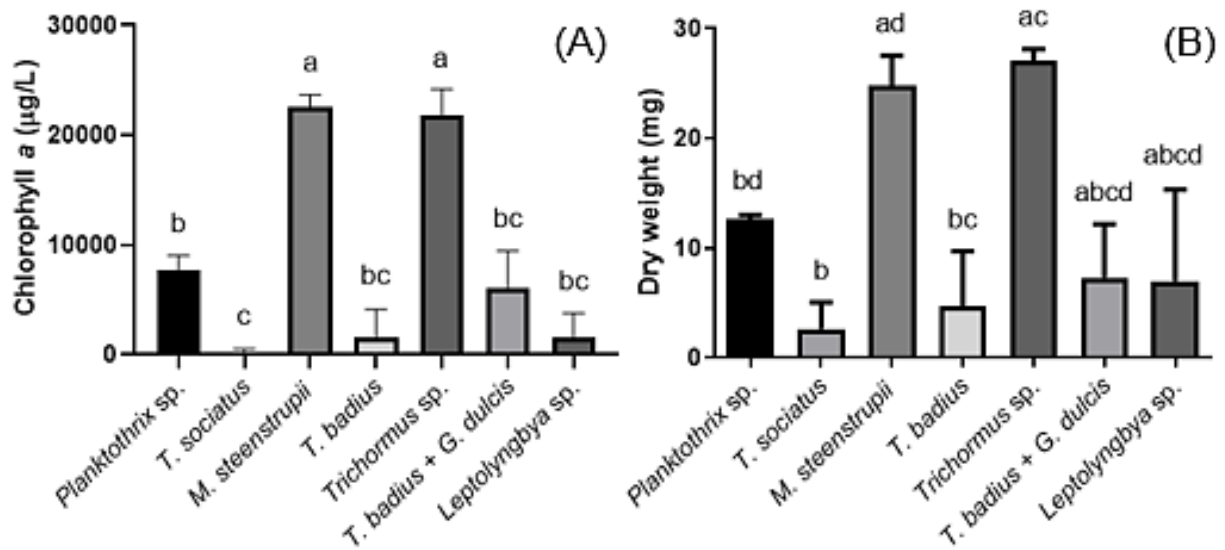 30000
20000
10000
0
Chlorophyll a (µg/L)
(A)
b
c
a
bc
a
bc
bc
Planktothrix sp.
T. sociatus
M. steenstrupii
T. badius
Trichormus sp.
T. badius + G. dulcis
Leptolyngbya sp.
30
20
10
0
Dry weight (mg)
(B)
bd
b
ad
bc
ac
abcd
abcd
Planktothrix sp.
T. sociatus
M. steenstrupii
T. badius
Trichormus sp.
T. badius + G. dulcis
Leptolyngbya sp.